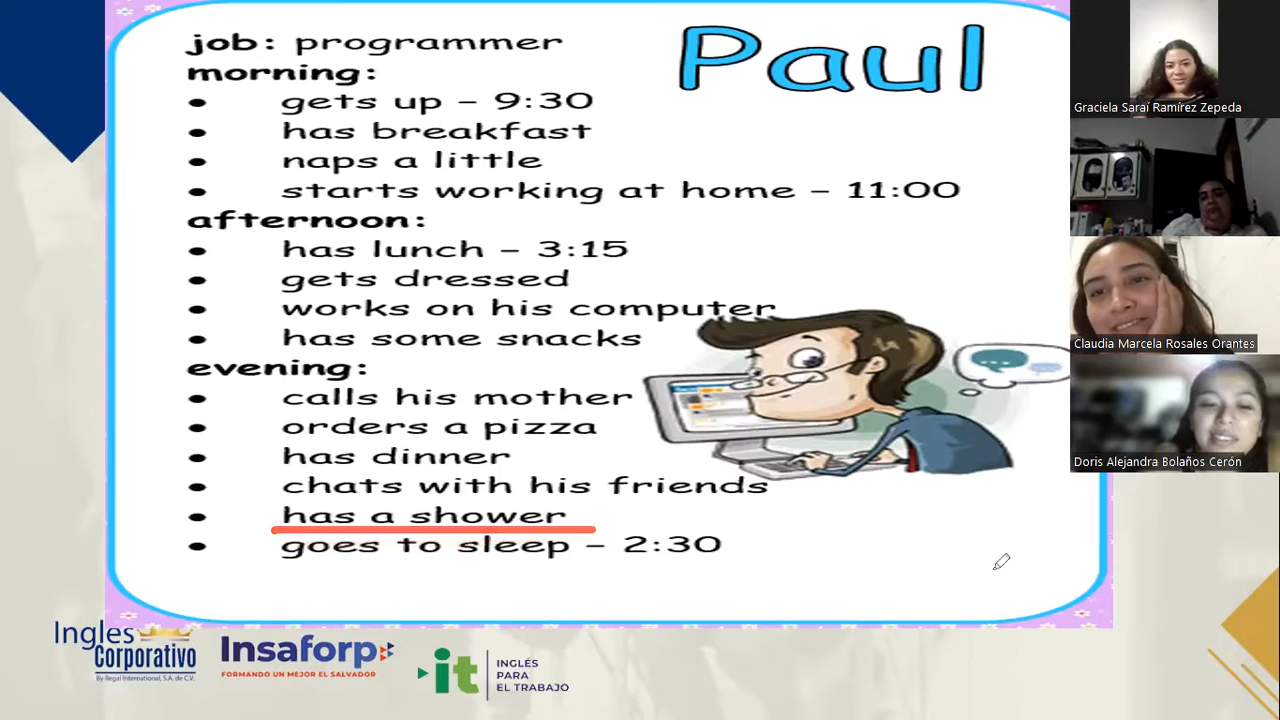 Paul
job: programmer
morning:
• gets up – 9:30
• has breakfast
• naps a little
• starts working at home – 11:00
afternoon:
• has lunch – 3:15
• gets dressed
• works on his computer
• has some snacks
evening:
• calls his mother
• orders a pizza
• has dinner
• chats with his friends
• has a shower
• goes to sleep – 2:30
Graciela Saraí Ramírez Zepeda
Claudia Marcela Rosales Orantes
Doris Alejandra Bolaños Cerón
Ingles
Corporativo
By Regal International, S.A. de C.V.
Insaforp
FORMANDO UN MEJOR EL SALVADOR
it
INGLÉS
PARA
EL TRABAJO